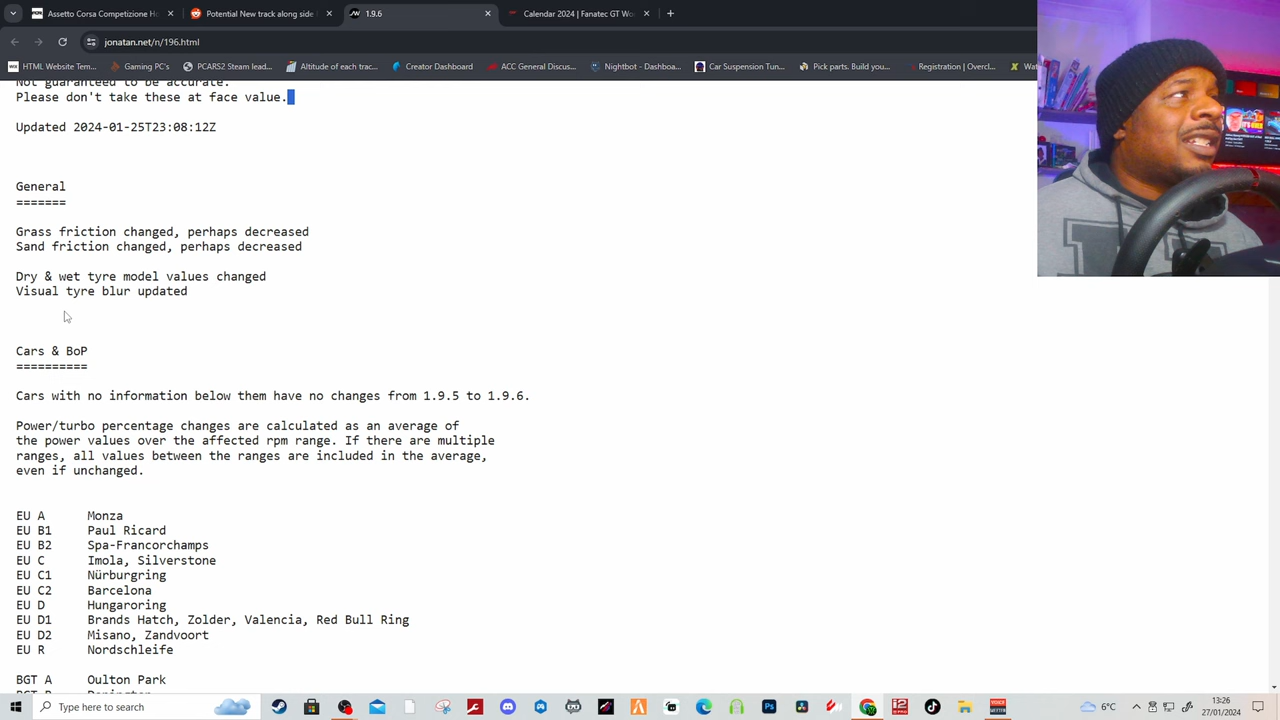 Assetto Corsa Competizione Ho
Potential New track along side
1.9.6
Calendar 2024 | Fanatec GT Wo
jonatan.net/n/196.html
HTML Website Tem...
Gaming PC's
PCARS2 Steam lead...
Altitude of each trac...
Creator Dashboard
ACC General Discus...
Nightbot - Dashboa...
Car Suspension Tun...
Pick parts. Build you...
Registration | Overcl...
Not guaranteed to be accurate.
Please don't take these at face value.
Updated 2024-01-25T23:08:12Z
General
=======
Grass friction changed, perhaps decreased
Sand friction changed, perhaps decreased
Dry & wet tyre model values changed
Visual tyre blur updated
Cars & BoP
==========
Cars with no information below them have no changes from 1.9.5 to 1.9.6.
Power/turbo percentage changes are calculated as an average of
the power values over the affected rpm range. If there are multiple
ranges, all values between the ranges are included in the average,
even if unchanged.
EU A Monza
EU B1 Paul Ricard
EU B2 Spa-Francorchamps
EU C Imola, Silverstone
EU C1 Nürburgring
EU C2 Barcelona
EU D Hungaroring
EU D1 Brands Hatch, Zolder, Valencia, Red Bull Ring
EU D2 Misano, Zandvoort
EU R Nordschleife
BGT A Oulton Park
BGT B Donington
Type here to search
6°C
13:26
27/01/2024